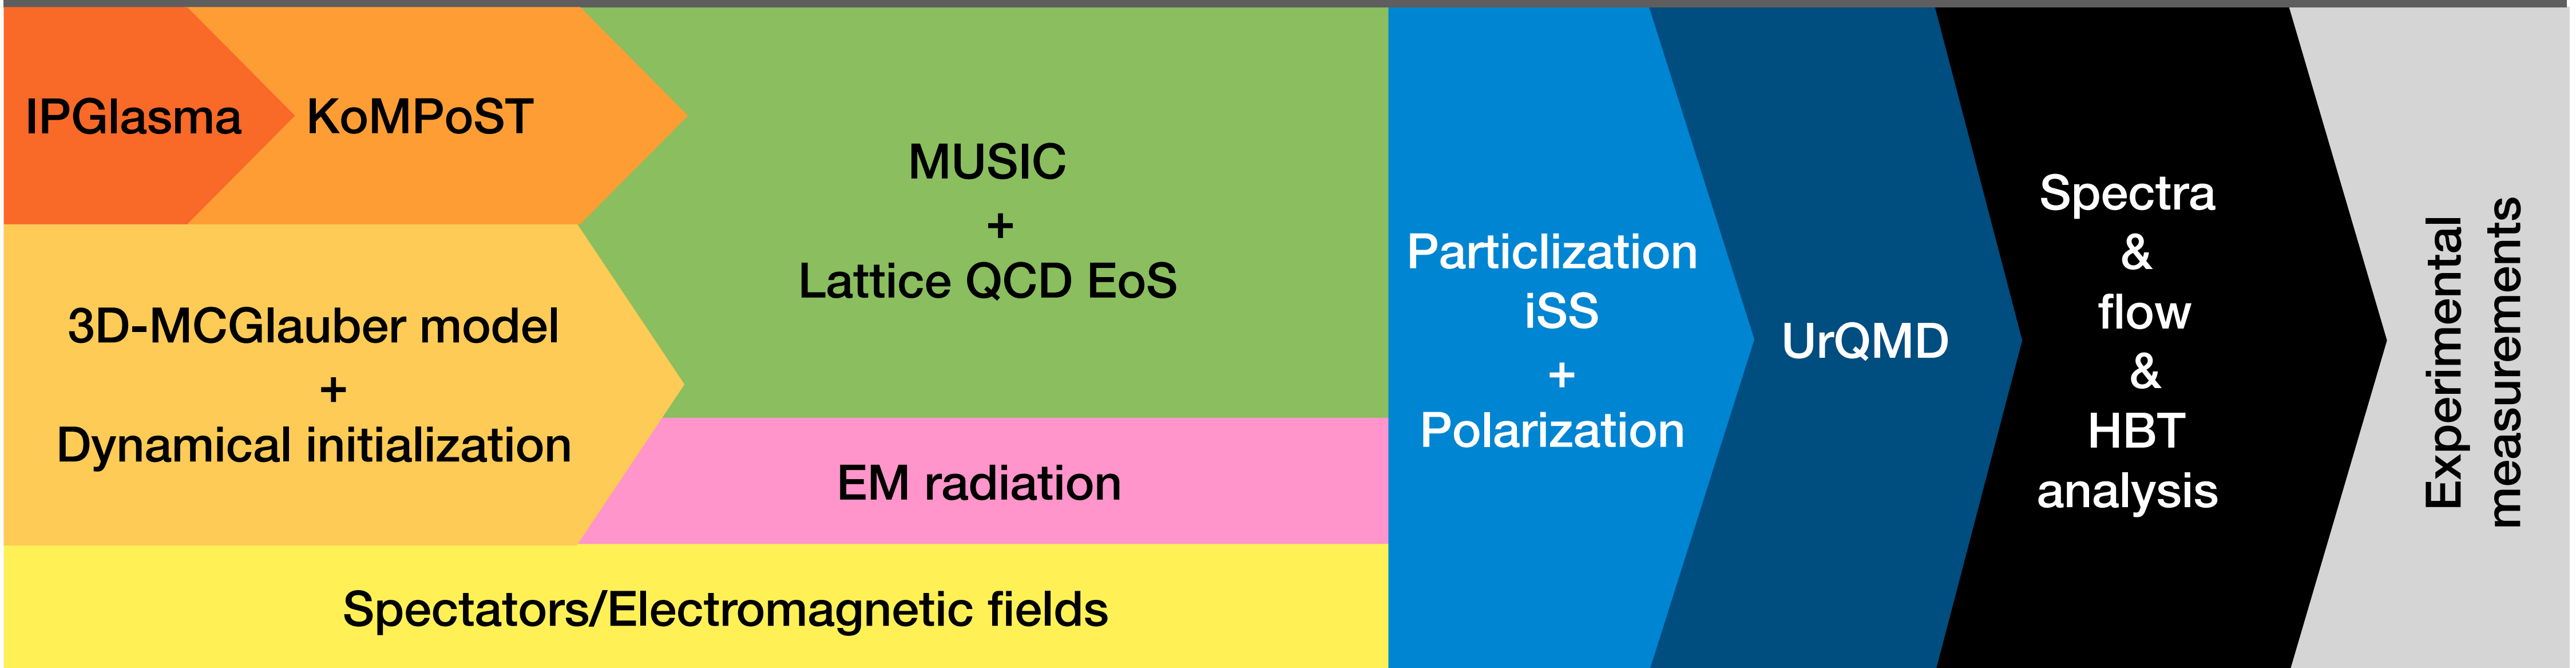 IPGlasma
KoMPoST
3D-MCGlauber model
+
Dynamical initialization
MUSIC
+
Lattice QCD EoS
EM radiation
Spectators/Electromagnetic fields
Particlization
iSS
+
Polarization
UrQMD
Spectra
&
flow
&
HBT
analysis
Experimental
measurements